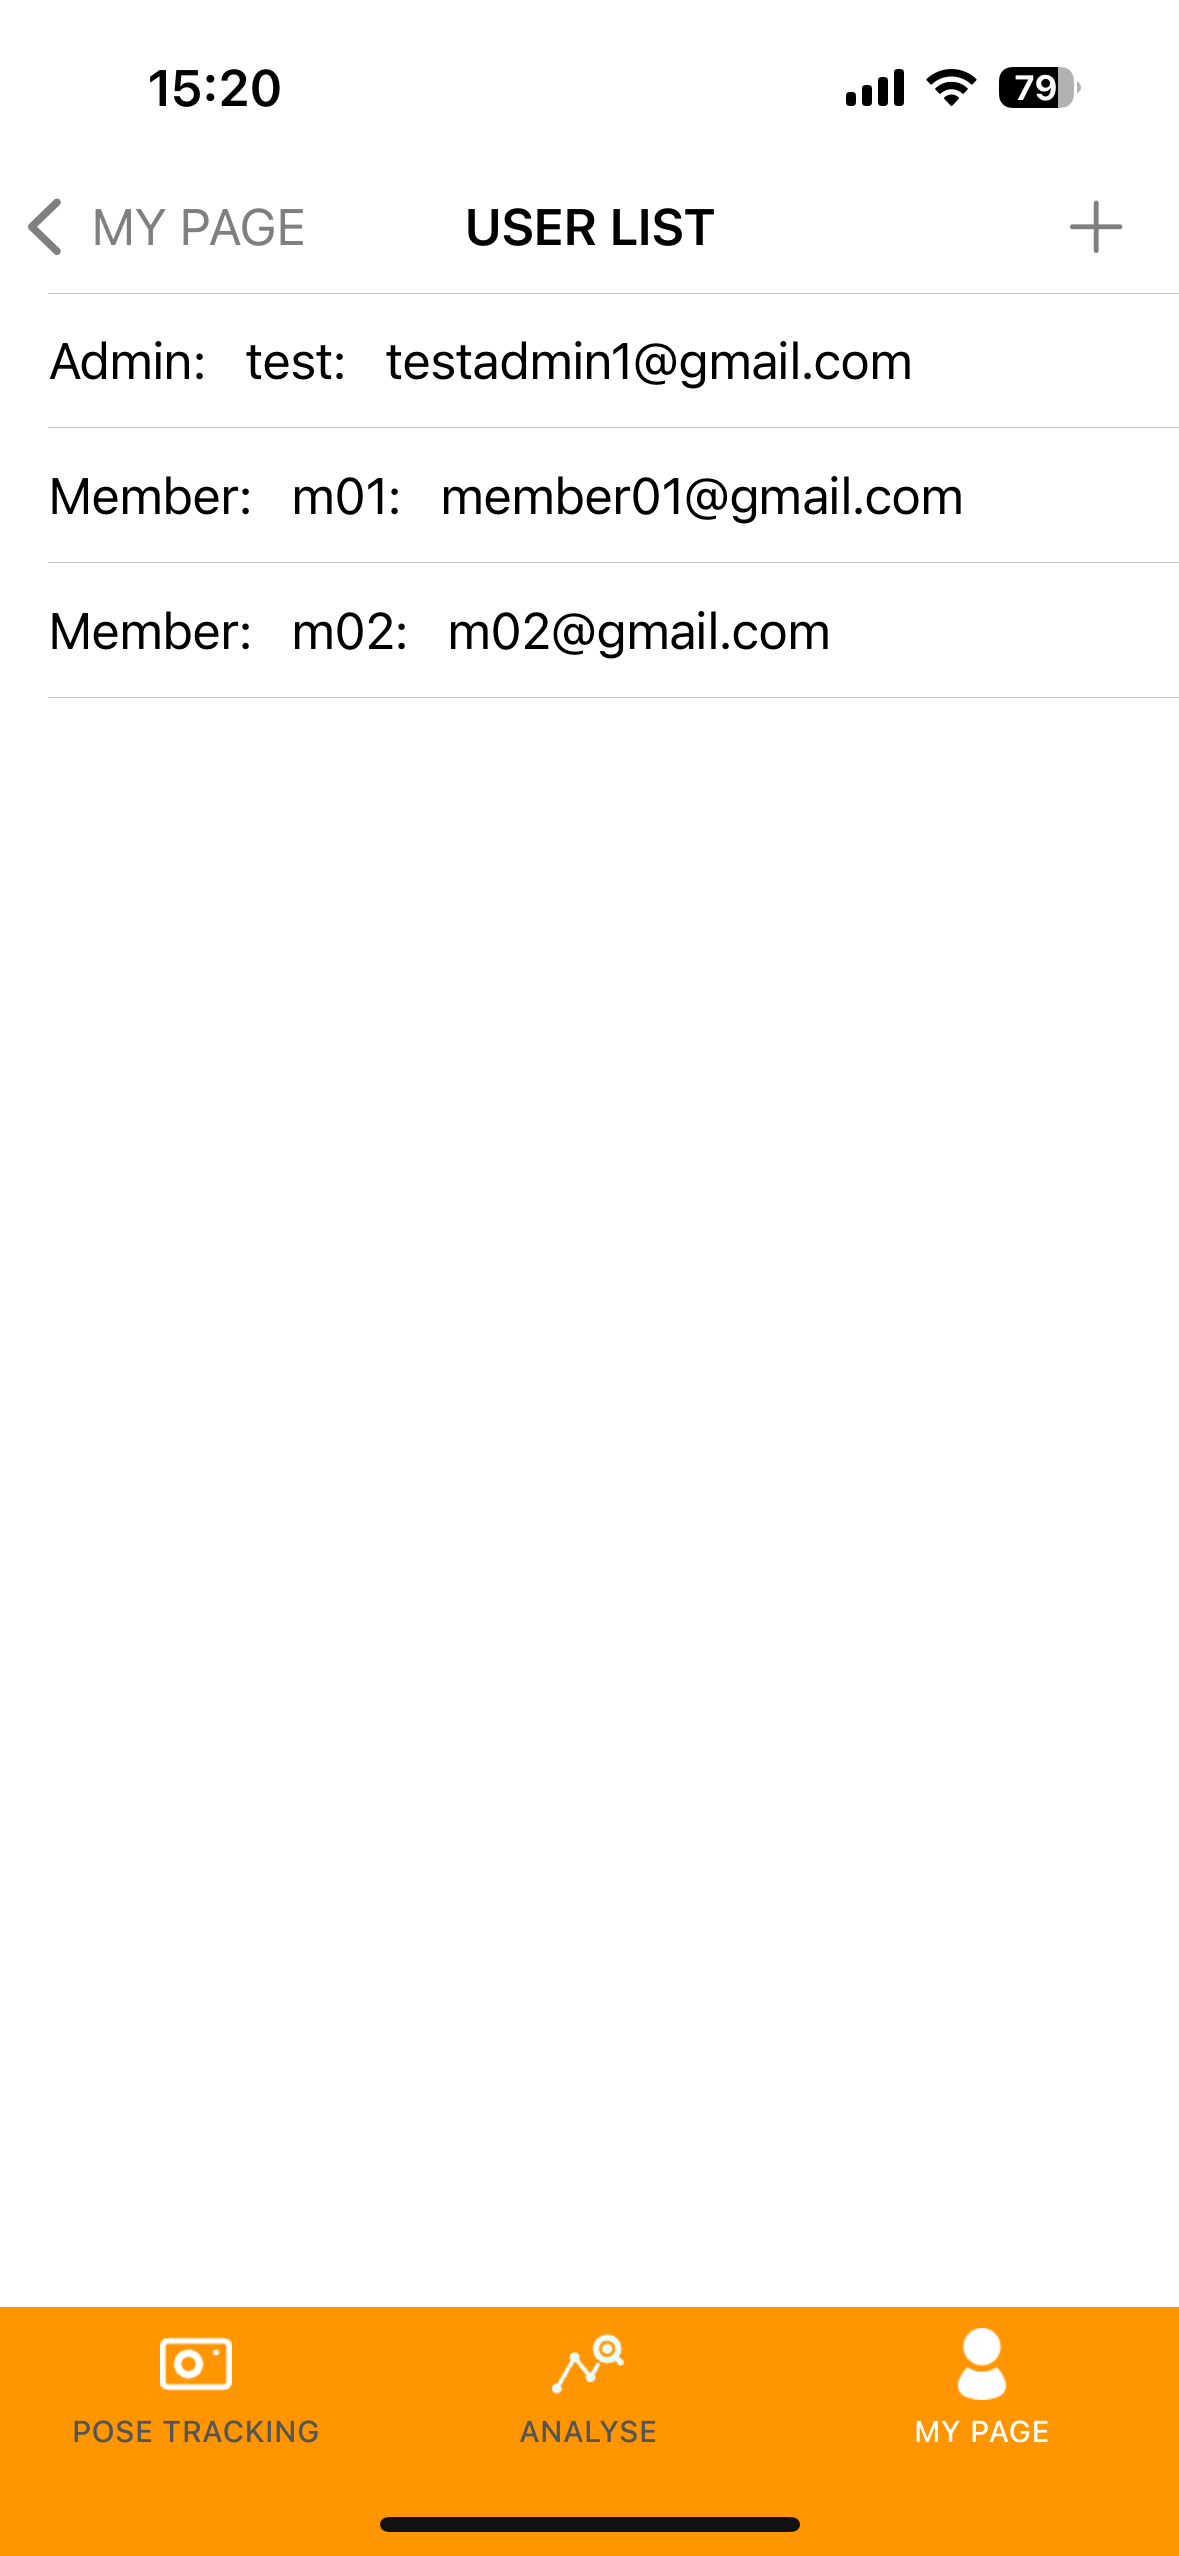 15:20 79
MY PAGE USER LIST
Admin: test: testadmin1@gmail.com
Member: m01: member01@gmail.com
Member: m02: m02@gmail.com
POSE TRACKING ANALYSE MY PAGE